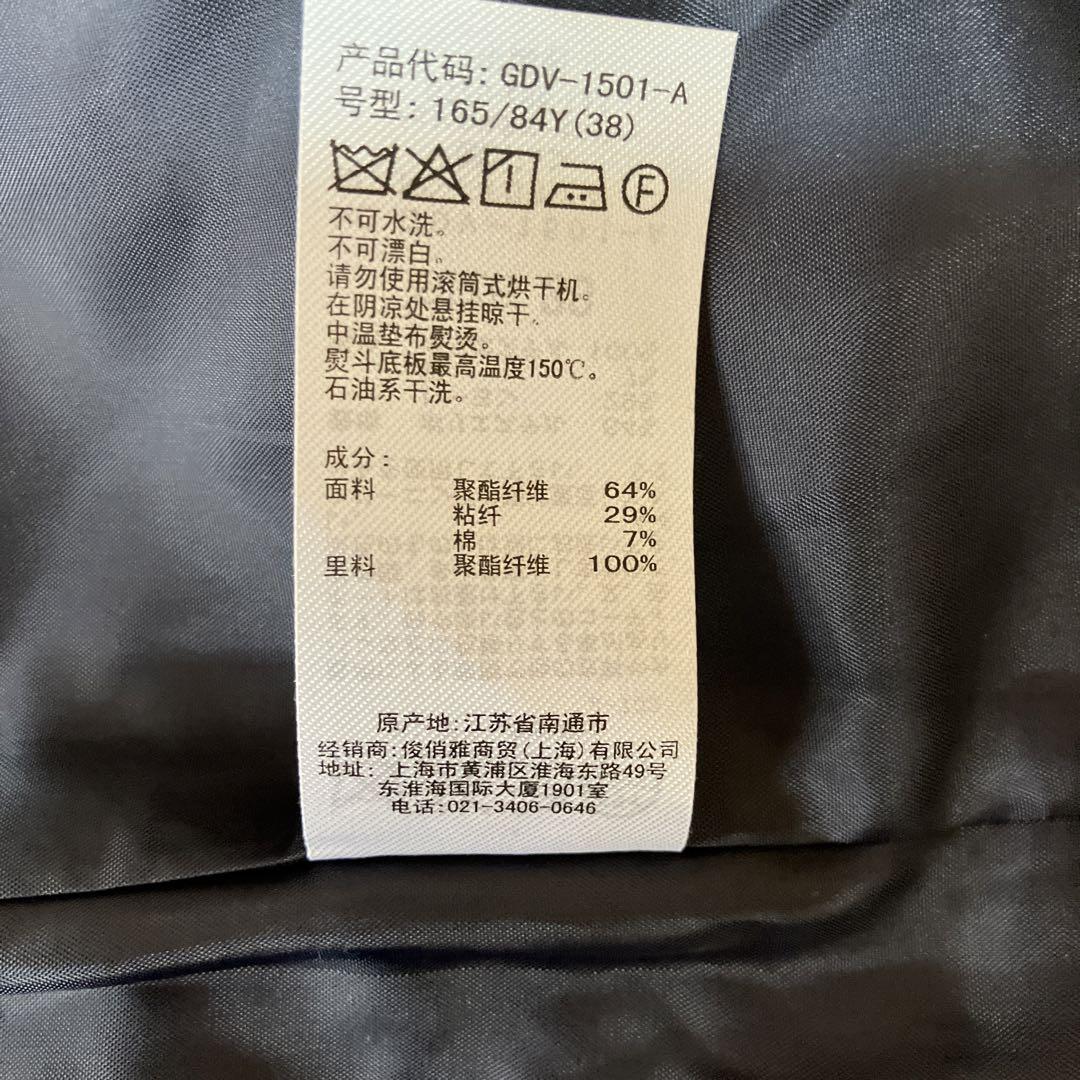 产品代码: GDV-1501-A
号型: 165/84Y(38)
F
不可水洗。
不可漂白。
请勿使用滚筒式烘干机。
在阴凉处悬挂晾干。
中温垫布熨烫。
熨斗底板最高温度150℃。
石油系干洗。
成分:
面料 聚酯纤维 64%
粘纤 29%
棉 7%
里料 聚酯纤维 100%
原产地:江苏省南通市
经销商:俊俏雅商贸(上海)有限公司
地址: 上海市黄浦区淮海东路49号
东淮海国际大厦1901室
电话:021-3406-0646